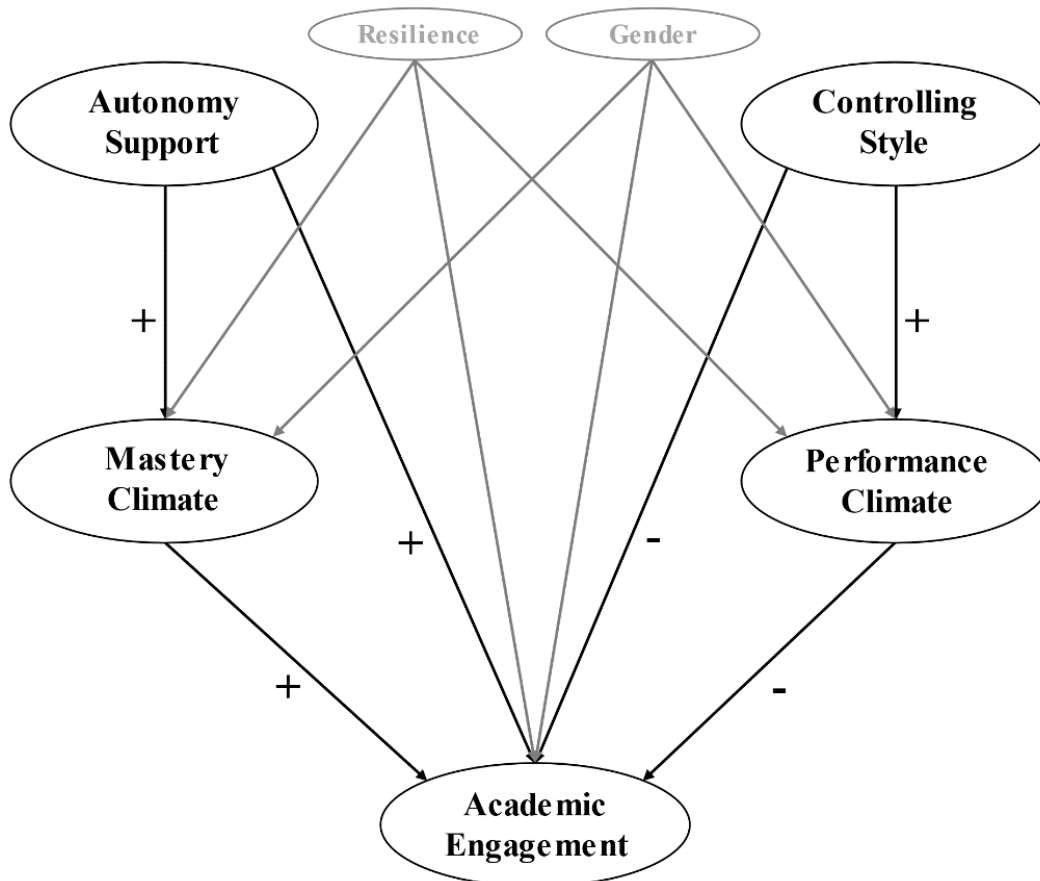 Resilience
Gender
Autonomy
Support
Controlling
Style
+
+
Mastery
Climate
Performance
Climate
+
-
+
-
Academic
Engagement